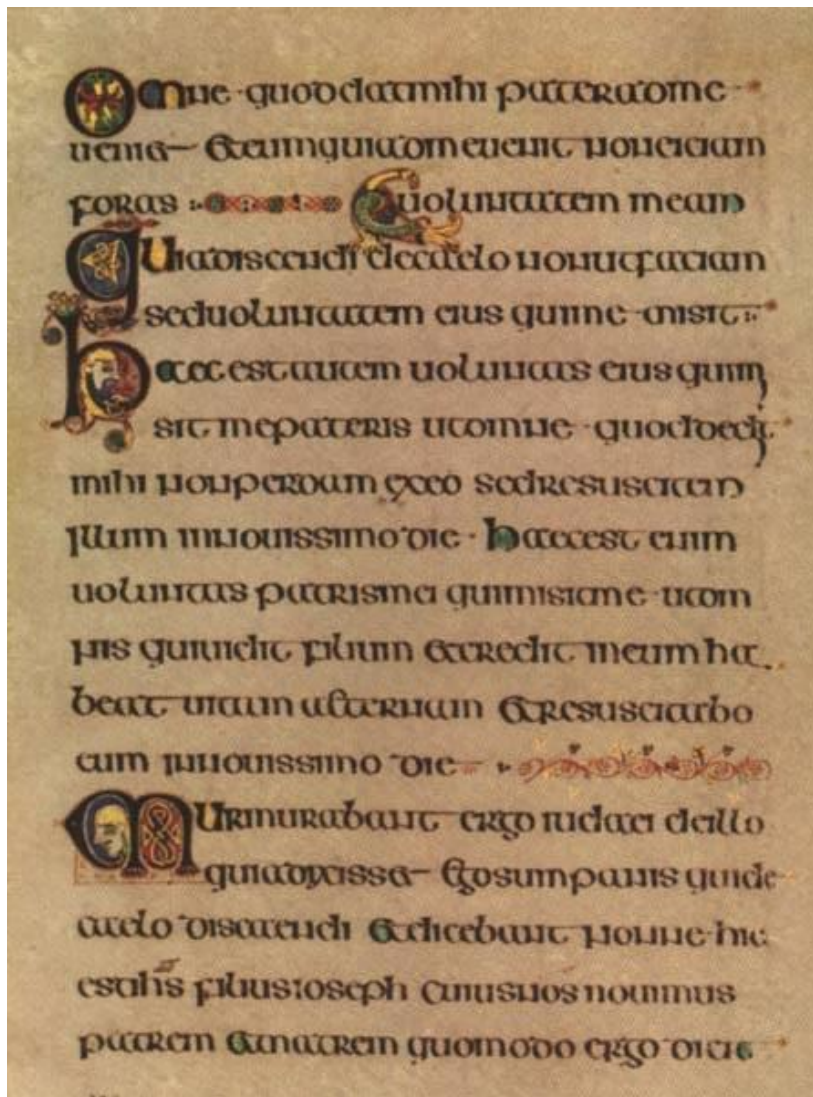 Omne quod dat mihi pater ad me
ueniet et eum qui ad me uenit non eiciam
foras uoluntatem meam
Quia discendi de caelo non ut faciam
sed uoluntatem eius qui me misit
haec est autem uoluntas eius qui mi
sit me pateris ut omne quod dedit
mihi non perdam ex eo sed resuscitem
illum in nouissimo die haec est enim
uoluntas patris mei qui misit me ut om
nis qui uidit filium et credit in eum ha
beat uitam aeternam et resuscitabo
eum in nouissimo die
Murmurabant ergo iudaei de illo
quia dixisset ego sum panis qui de
caelo discendi et dicebant nonne hic
est ihs filius ioseph cuius nos nouimus
patrem et matrem quomodo ergo dicit